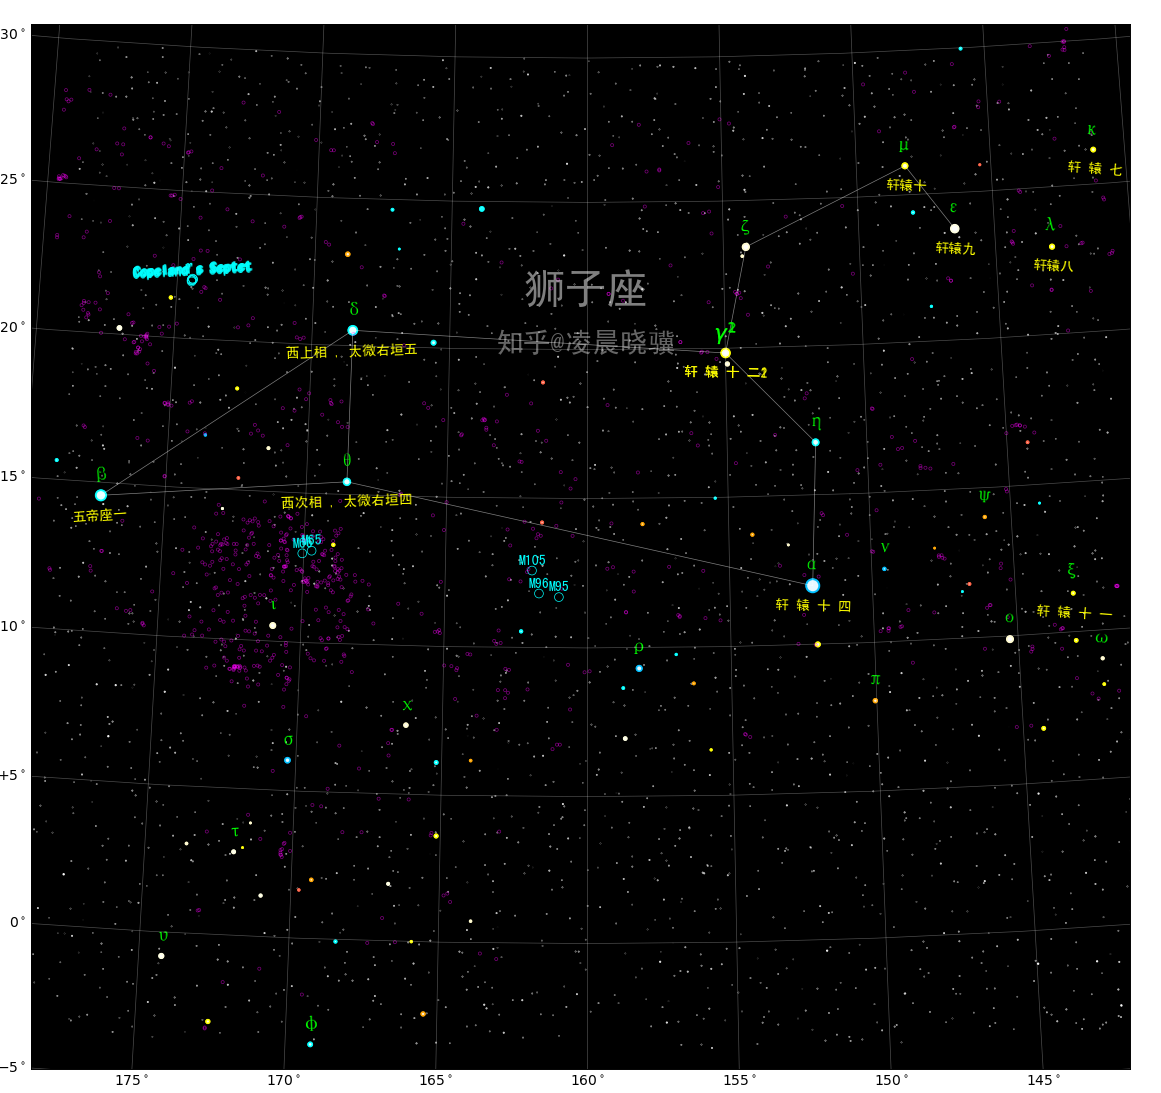 30°
κ
μ
轩 辕 七
25°
轩辕十
ε
λ
ζ
轩辕九
轩辕八
Copeland's Septet
狮子座
δ
20°
γ²
知乎@凌晨晓骥
西上相 . 太微右垣五
轩 辕 十 二
η
θ
β
15°
ψ
西次相 . 太微右垣四
五帝座一
M65
ν
M105
α
ξ
M96
M95
ι
轩 辕 十 四
轩 辕 十 一
ο
10°
ω
ρ
π
χ
σ
+5°
τ
0°
υ
φ
−5°
175°
170°
165°
160°
155°
150°
145°